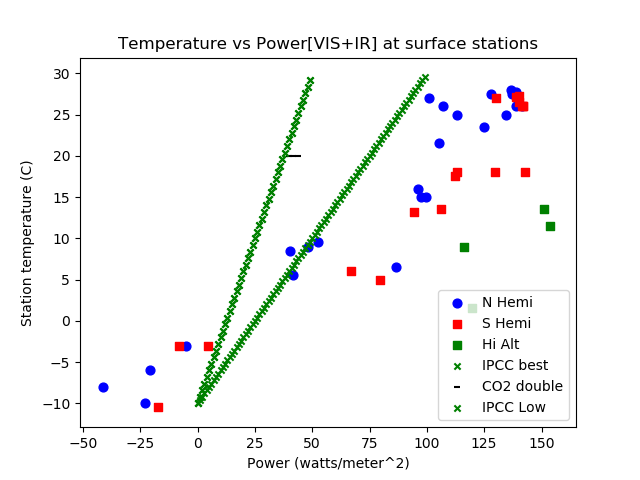 Temperature vs Power[VIS+IR] at surface stations
Station temperature (C)
30
25
20
15
10
5
0
−5
−10
N Hemi
S Hemi
Hi Alt
IPCC best
CO2 double
IPCC Low
−50
−25
0
25
50
75
100
125
150
Power (watts/meter^2)